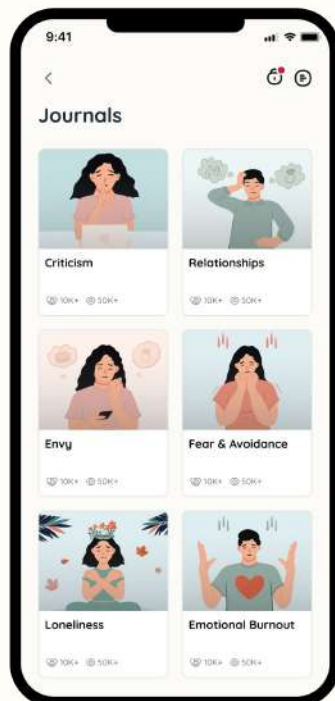 9:41
Journals
Criticism
Relationships
10K+ 50K+
10K+ 50K+
Envy
Fear & Avoidance
10K+ 50K+
10K+ 50K+
Loneliness
Emotional Burnout
10K+ 50K+
10K+ 50K+